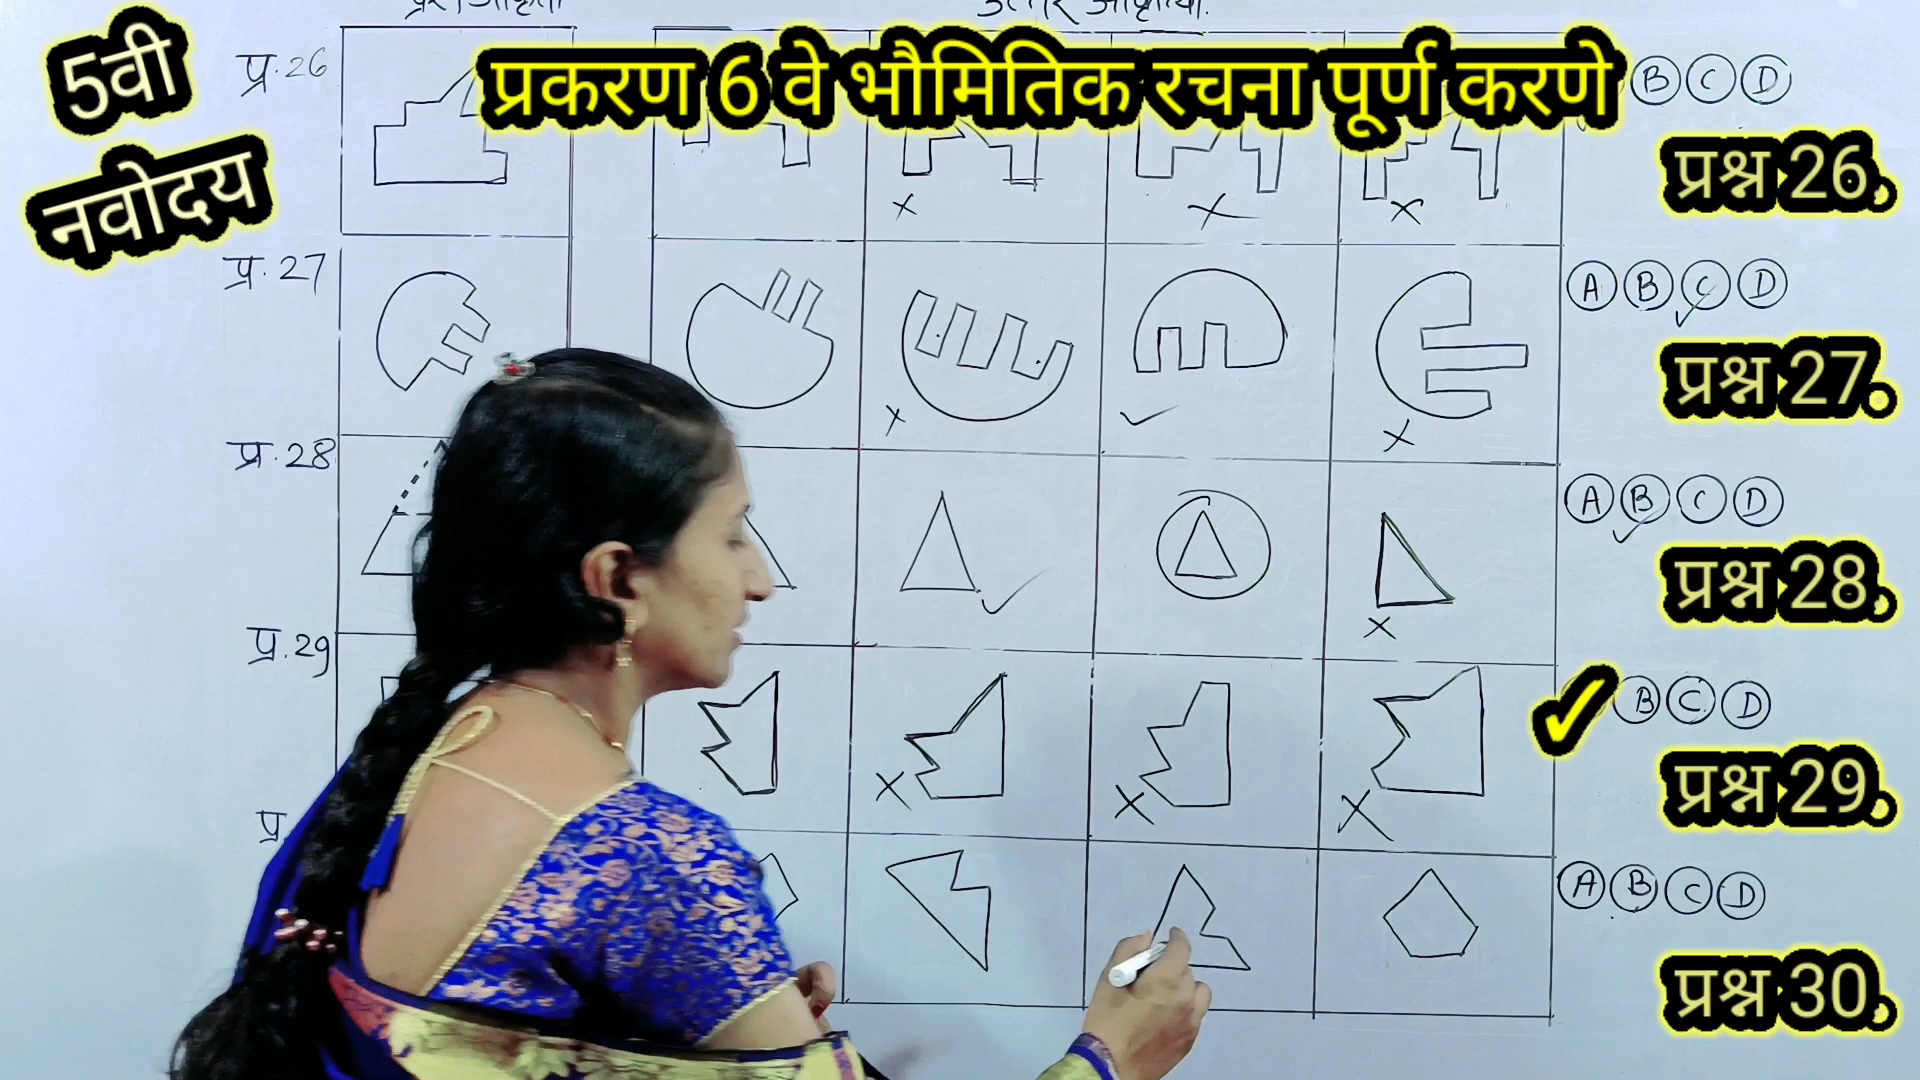 5वी
नवोदय
प्रकरण 6 वे भौमितिक रचना पूर्ण करणे
प्र.26
B C D
प्रश्न 26.
प्र.27
A B C D
प्रश्न 27.
प्र.28
A B C D
प्रश्न 28.
प्र.29
B C D
प्रश्न 29.
प्र.
A B C D
प्रश्न 30.